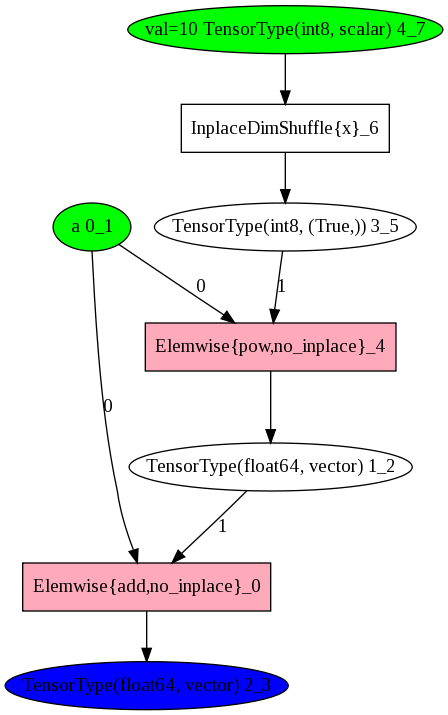 val=10 TensorType(int8, scalar) 4_7
InplaceDimShuffle{x}_6
a 0_1
TensorType(int8, (True,)) 3_5
0
1
Elemwise{pow,no_inplace}_4
0
TensorType(float64, vector) 1_2
1
Elemwise{add,no_inplace}_0
TensorType(float64, vector) 2_3